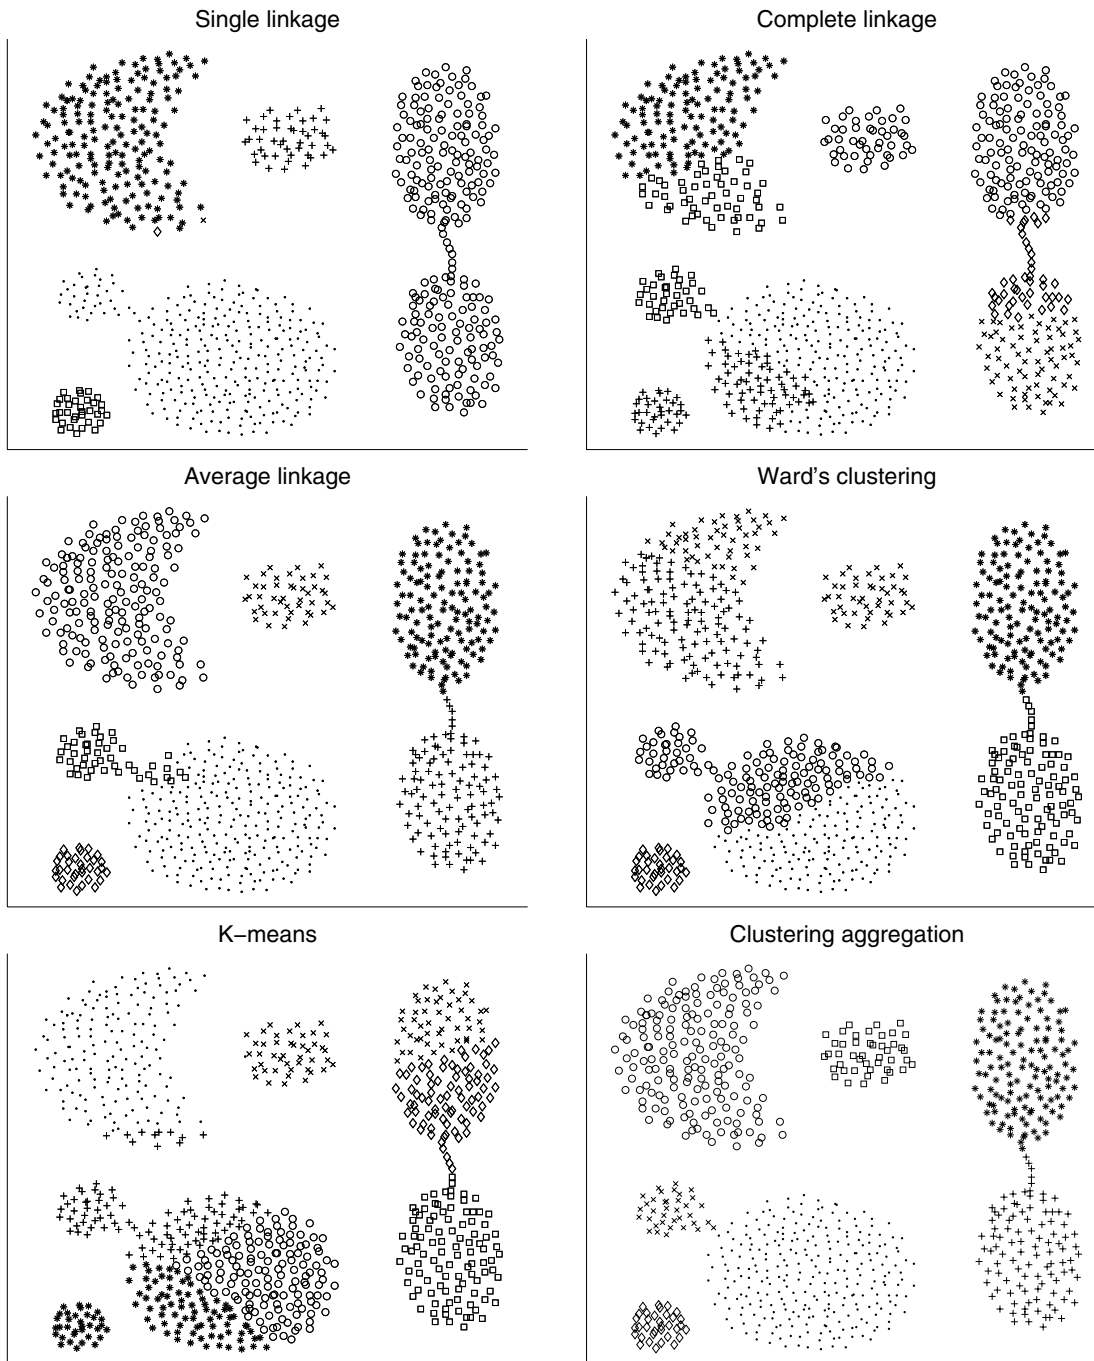 Single linkage
Complete linkage
Average linkage
Ward's clustering
K−means
Clustering aggregation